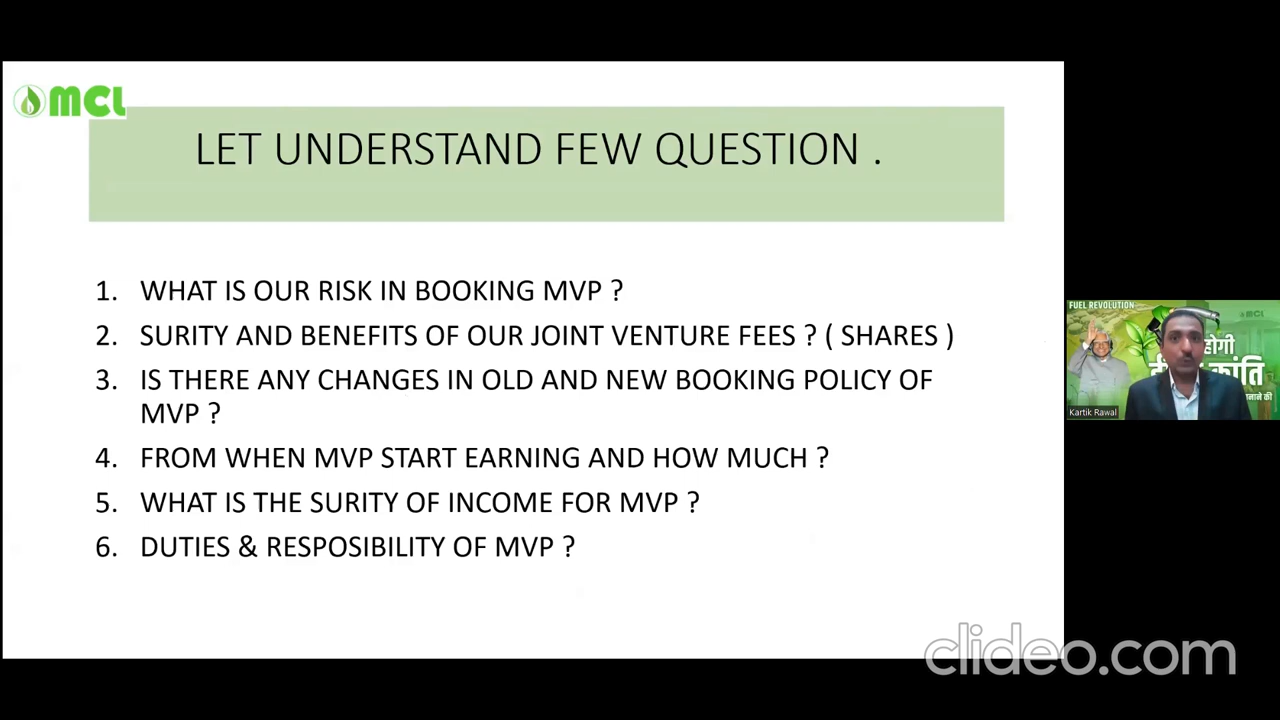 MCL
LET UNDERSTAND FEW QUESTION .
1. WHAT IS OUR RISK IN BOOKING MVP ?
2. SURITY AND BENEFITS OF OUR JOINT VENTURE FEES ? ( SHARES )
3. IS THERE ANY CHANGES IN OLD AND NEW BOOKING POLICY OF
MVP ?
4. FROM WHEN MVP START EARNING AND HOW MUCH ?
5. WHAT IS THE SURITY OF INCOME FOR MVP ?
6. DUTIES & RESPOSIBILITY OF MVP ?
FUEL REVOLUTION
MCL
होगी
Kartik Rawal
clideo.com